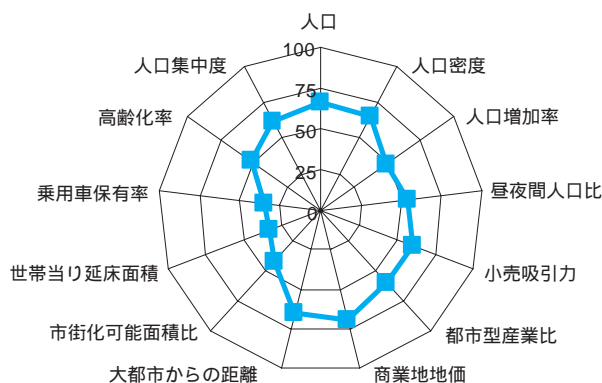 人口
100
人口集中度
人口密度
75
高齢化率
人口増加率
50
25
乗用車保有率
昼夜間人口比
0
世帯当り延床面積
小売吸引力
市街化可能面積比
都市型産業比
大都市からの距離
商業地地価